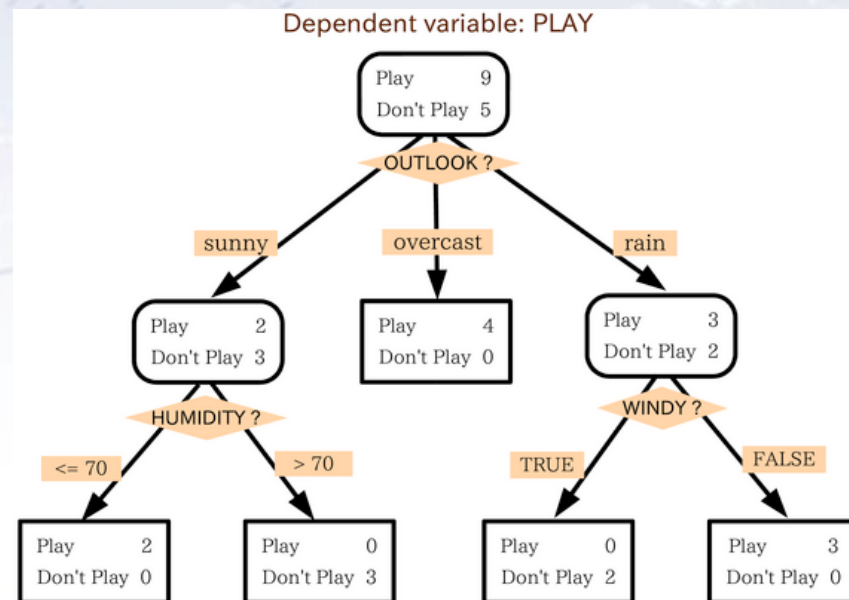 Dependent variable: PLAY
Play 9
Don't Play 5
OUTLOOK ?
sunny
overcast
rain
Play 2
Don't Play 3
Play 4
Don't Play 0
Play 3
Don't Play 2
HUMIDITY ?
WINDY ?
<= 70
> 70
TRUE
FALSE
Play 2
Don't Play 0
Play 0
Don't Play 3
Play 0
Don't Play 2
Play 3
Don't Play 0